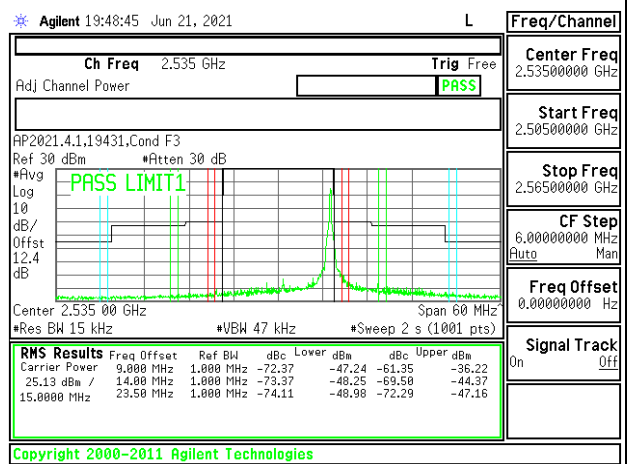 Agilent 19:48:45 Jun 21, 2021 L
Freq/Channel
Ch Freq 2.535 GHz Trig Free
Adj Channel Power PASS
Center Freq
2.53500000 GHz
Start Freq
2.50500000 GHz
AP2021.4.1,19431,Cond F3
Ref 30 dBm #Atten 30 dB
#Avg
Log
10
dB/
Offst
12.4
dB
PASS LIMIT1
Stop Freq
2.56500000 GHz
CF Step
6.00000000 MHz
Auto Man
Freq Offset
0.00000000 Hz
Center 2.535 00 GHz Span 60 MHz^
#Res BW 15 kHz #VBW 47 kHz #Sweep 2 s (1001 pts)
Signal Track
On Off
RMS Results Freq Offset Ref BW dBc Lower dBm dBc Upper dBm
Carrier Power 9.000 MHz 1.000 MHz -72.37 -47.24 -61.35 -36.22
25.13 dBm / 14.00 MHz 1.000 MHz -73.37 -48.25 -69.50 -44.37
15.0000 MHz 23.50 MHz 1.000 MHz -74.11 -48.98 -72.29 -47.16
Copyright 2000-2011 Agilent Technologies